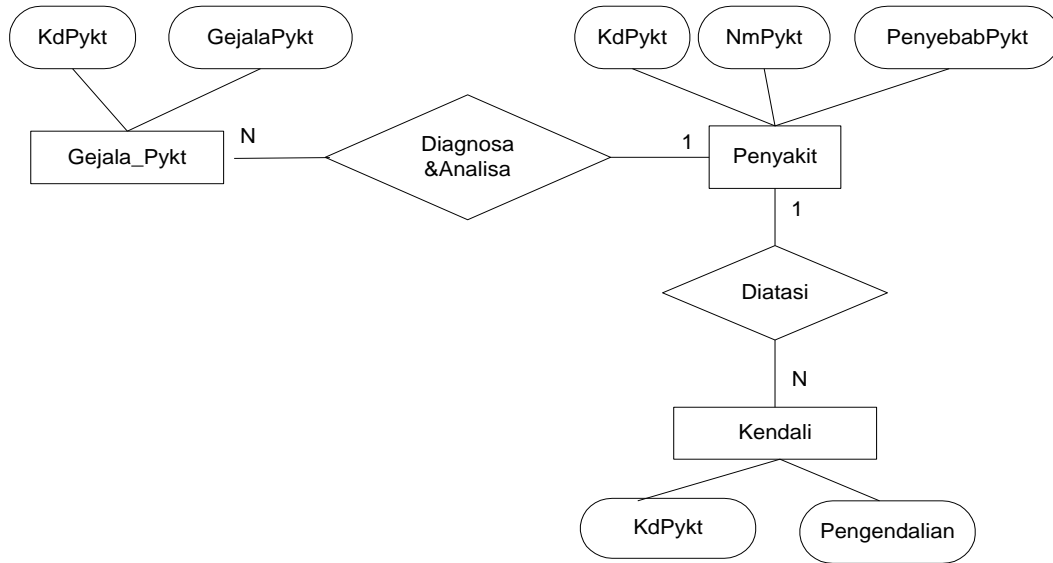 KdPykt
GejalaPykt
KdPykt
NmPykt
PenyebabPykt
N
Diagnosa
&Analisa
1
Gejala_Pykt
Penyakit
1
Diatasi
N
Kendali
KdPykt
Pengendalian